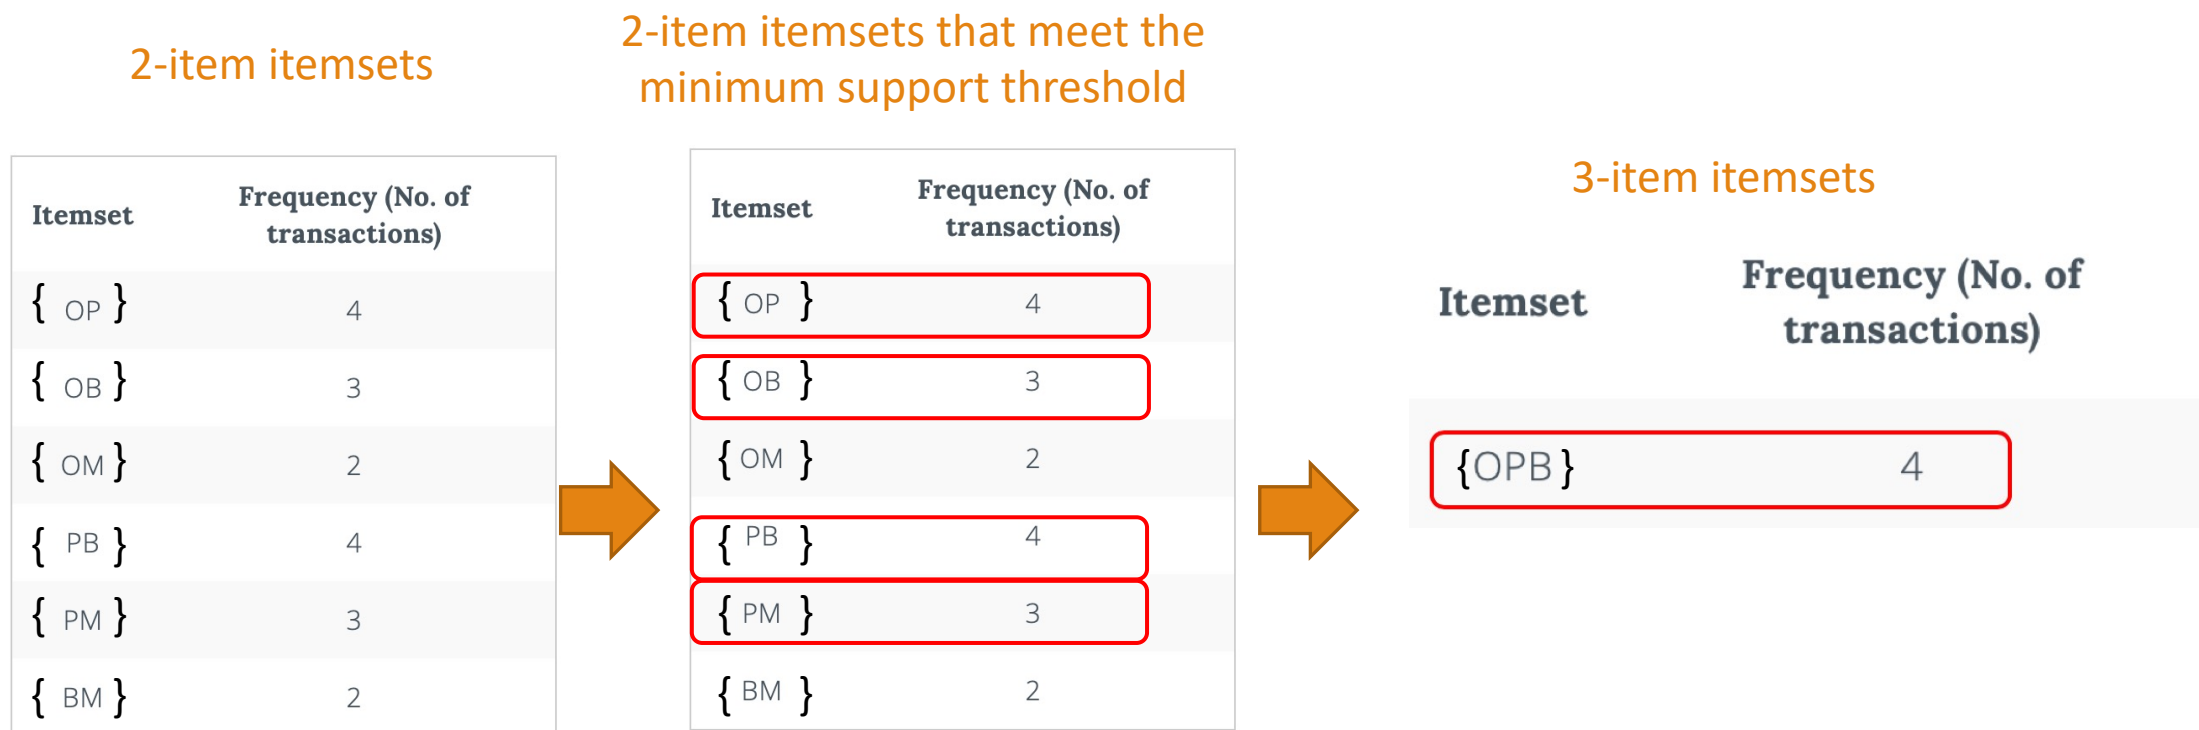 2-item itemsets
Itemset Frequency (No. of
transactions)
{ OP } 4
{ OB } 3
{ OM } 2
{ PB } 4
{ PM } 3
{ BM } 2
2-item itemsets that meet the
minimum support threshold
Itemset Frequency (No. of
transactions)
{ OP } 4
{ OB } 3
{ OM } 2
{ PB } 4
{ PM } 3
{ BM } 2
3-item itemsets
Itemset Frequency (No. of
transactions)
{OPB} 4